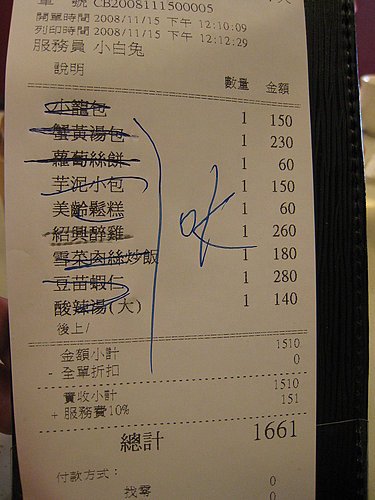 單 號 CB2008111500005
開單時間 2008/11/15 下午 12:10:09
列印時間 2008/11/15 下午 12:12:29
服務員 小白兔
說明 數量 金額
小籠包 1 150
蟹黃湯包 1 230
蘿蔔絲餅 1 60
芋泥小包 1 150
美齡鬆糕 1 60
紹興醉雞 1 260
雪菜肉絲炒飯 1 180
豆苗蝦仁 1 280
酸辣湯(大) 1 140
後上/
OK
金額小計 1510
- 全單折扣 0
實收小計 1510
+ 服務費10% 151
總計 1661
付款方式: 0
找零 0